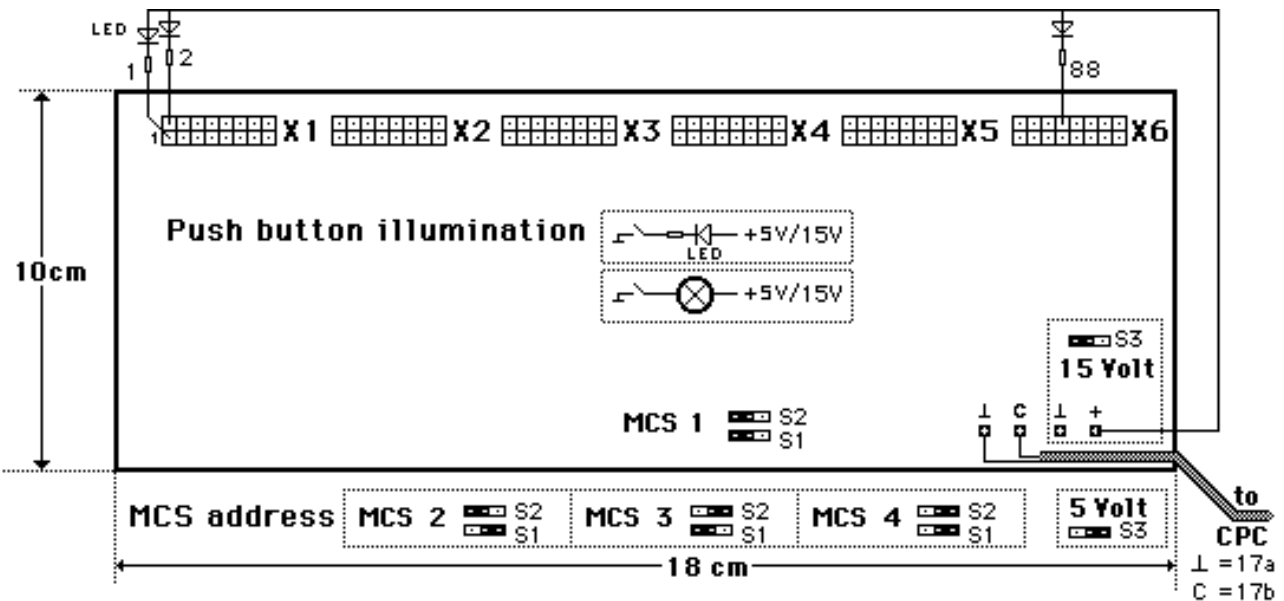 LED
1 2 88
1 X1 X2 X3 X4 X5 X6
Push button illumination
+5V/15V
LED
+5V/15V
10cm
S3
15 Volt
⊥ C ⊥ +
MCS 1 S2
S1
MCS address
MCS 2 S2
S1
MCS 3 S2
S1
MCS 4 S2
S1
5 Volt
S3
to
CPC
⊥ =17a
C =17b
18 cm